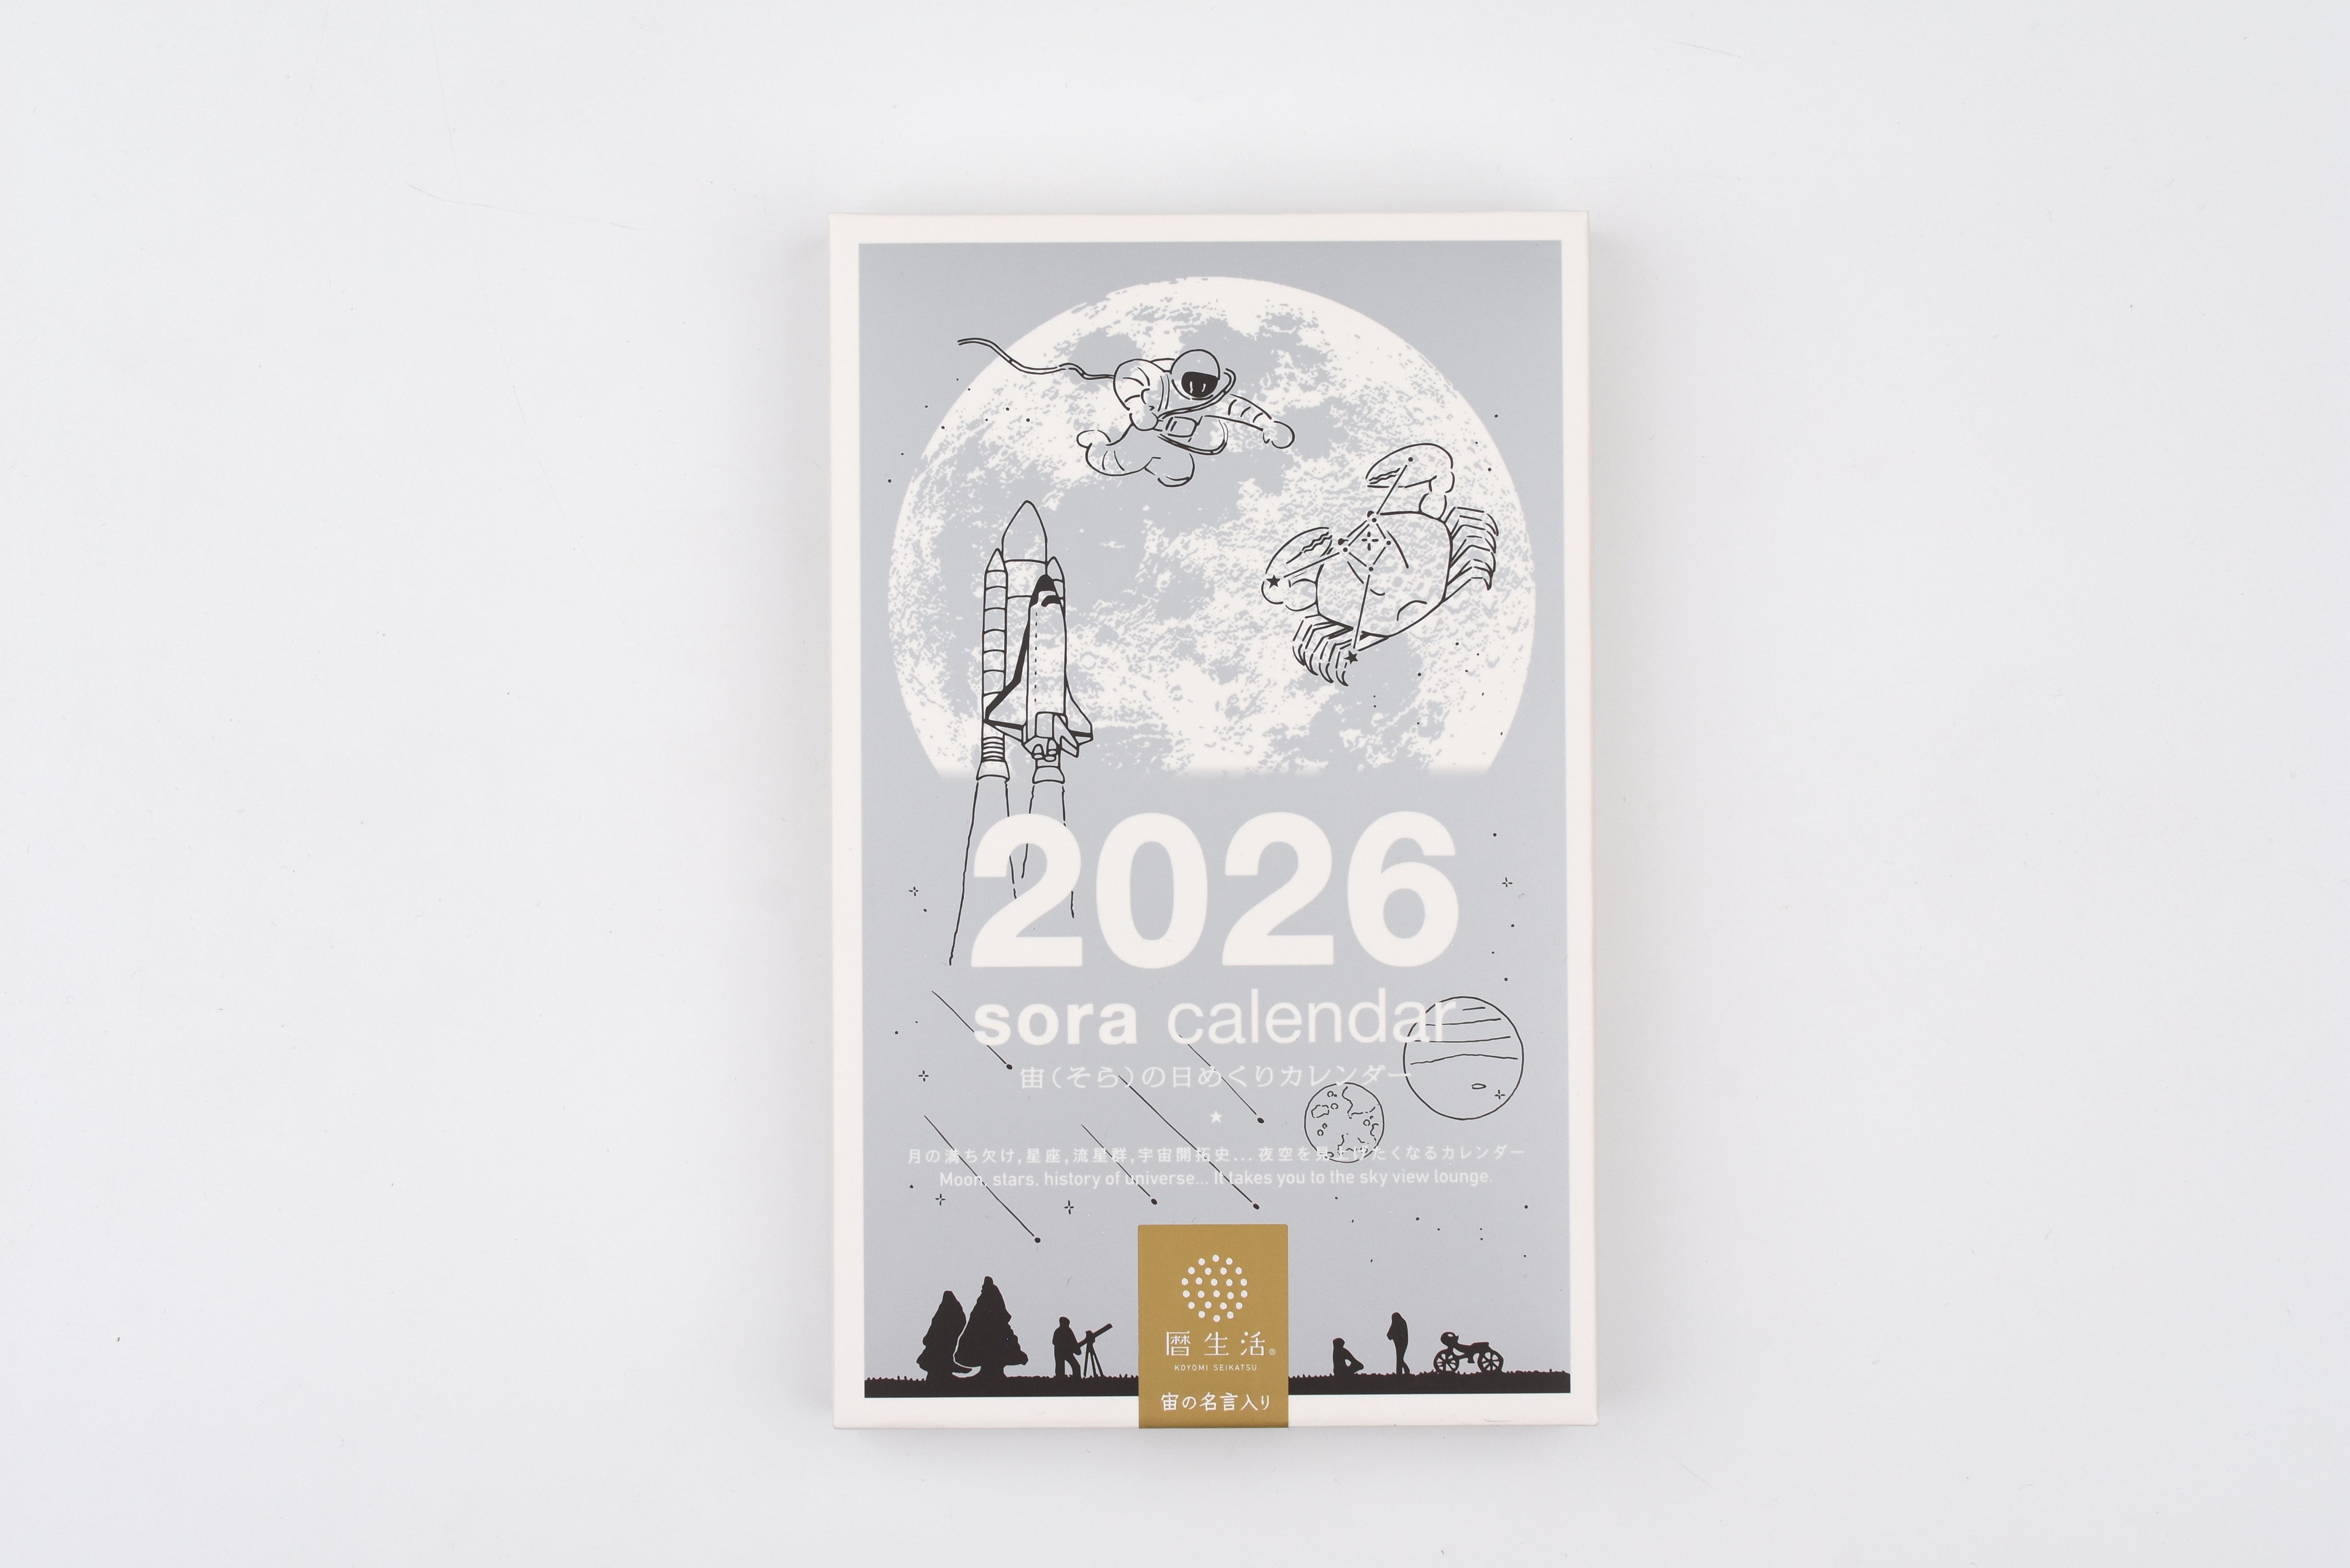 2026
sora calendar
宙(そら)の日めくりカレンダー
月の満ち欠け,星座,流星群,宇宙開拓史...夜空を見上げたくなるカレンダー
Moon, stars, history of universe... It takes you to the sky view lounge.
暦生活®
KOYOMI SEIKATSU
宙の名言入り